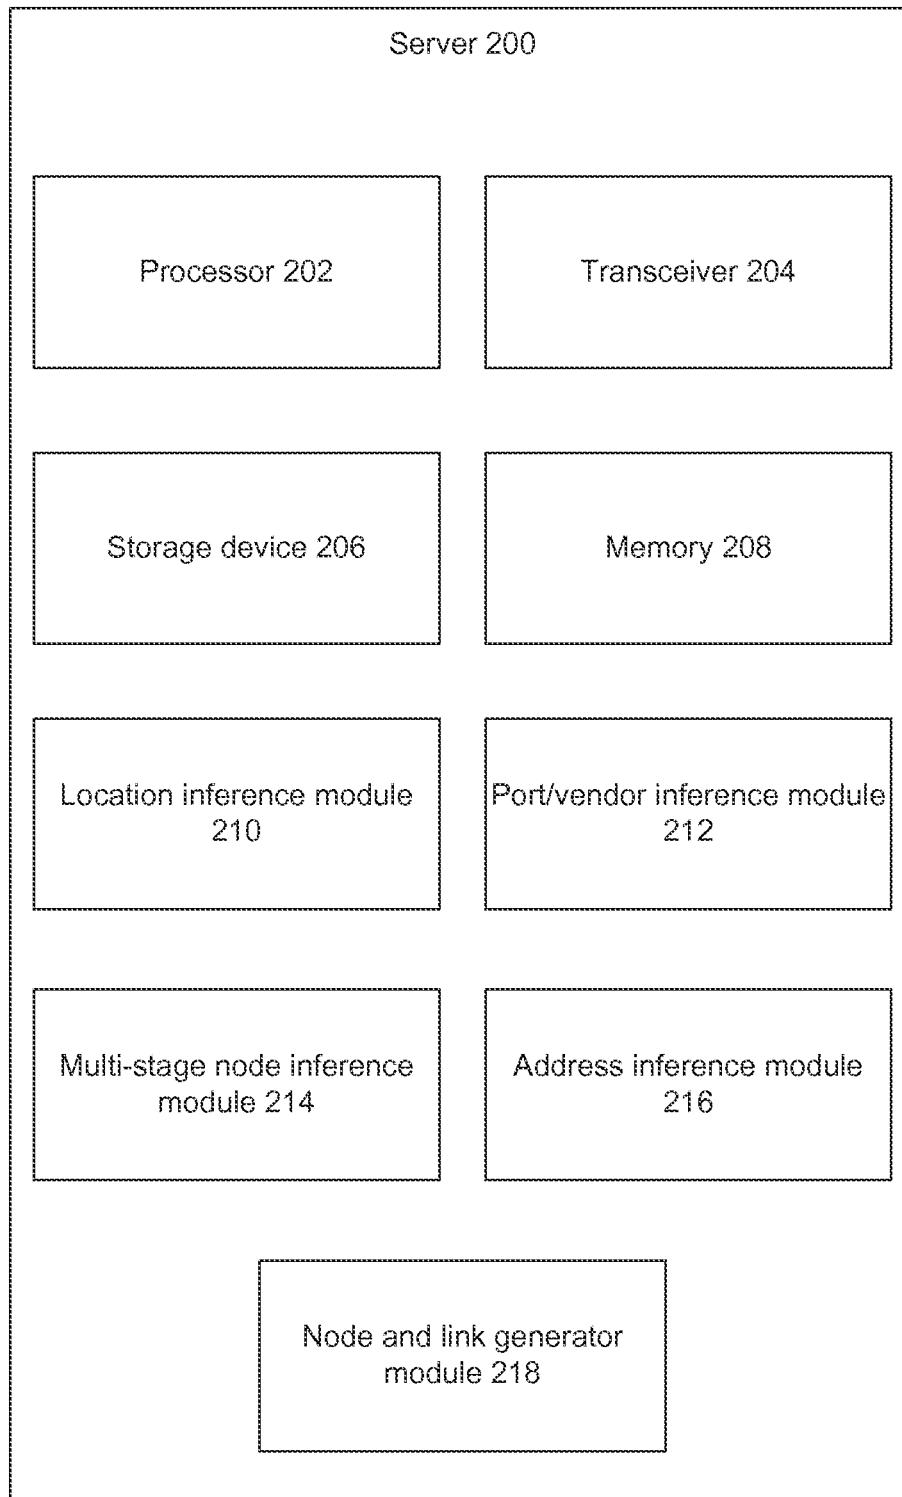 Server 200
Processor 202
Transceiver 204
Storage device 206
Memory 208
Location inference module
210
Port/vendor inference module
212
Multi-stage node inference
module 214
Address inference module
216
Node and link generator
module 218